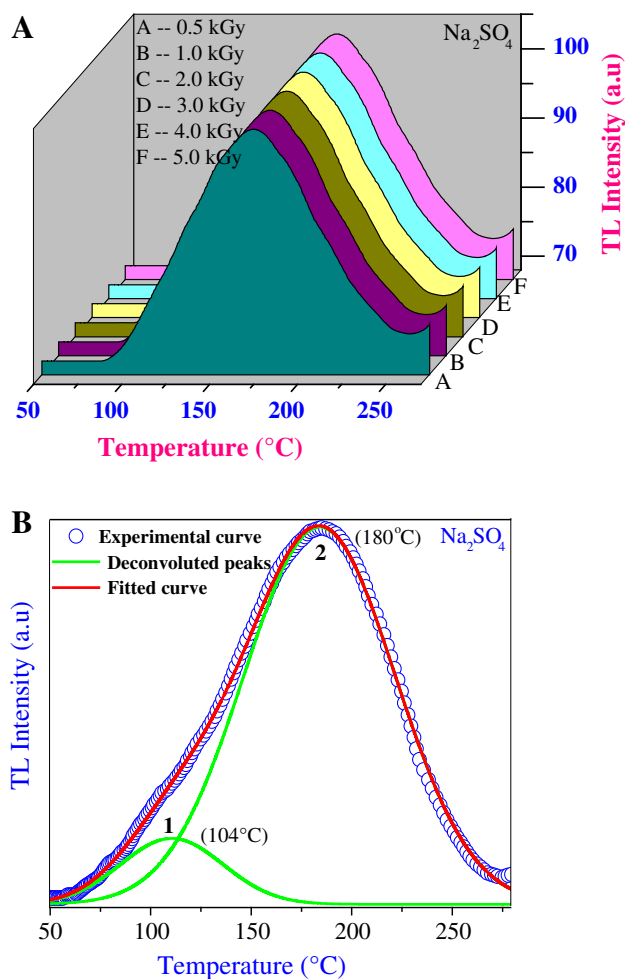 A
Na₂SO₄
A -- 0.5 kGy
B -- 1.0 kGy
C -- 2.0 kGy
D -- 3.0 kGy
E -- 4.0 kGy
F -- 5.0 kGy
100
90
80
70
TL Intensity (a.u)
F
E
D
C
B
A
50 100 150 200 250
Temperature (°C)
B
Experimental curve
Deconvoluted peaks
Fitted curve
2
(180°C)
Na₂SO₄
1
(104°C)
TL Intensity (a.u)
50 100 150 200 250
Temperature (°C)